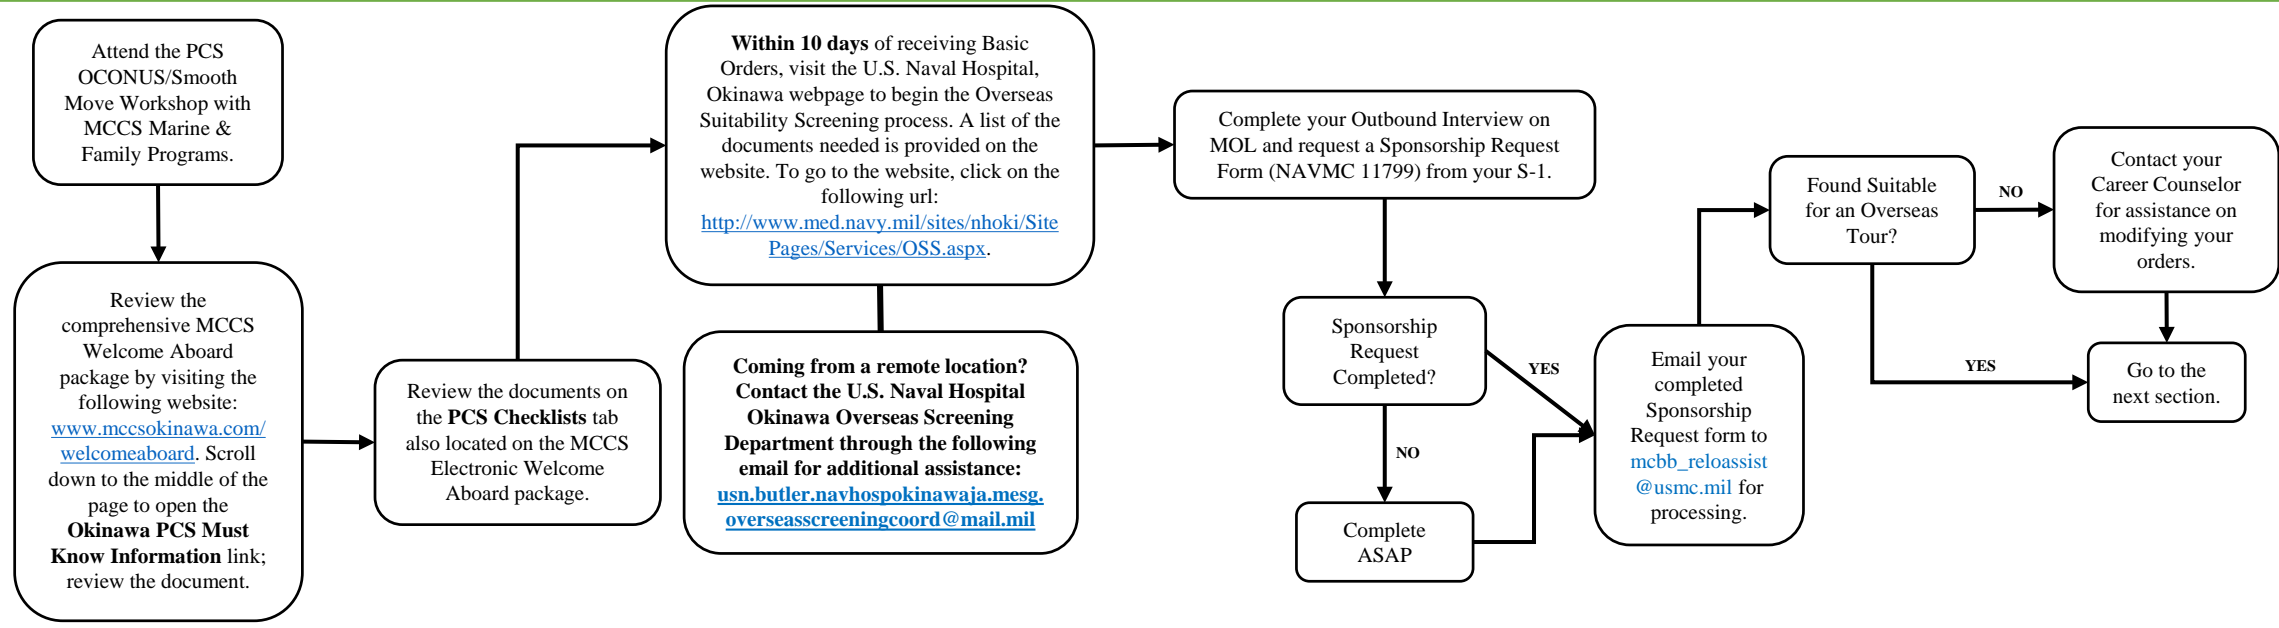 Attend the PCS
OCONUS/Smooth
Move Workshop with
MCCS Marine &
Family Programs.
Review the
comprehensive MCCS
Welcome Aboard
package by visiting the
following website:
www.mccsokinawa.com/
welcomeaboard. Scroll
down to the middle of the
page to open the
Okinawa PCS Must
Know Information link;
review the document.
Review the documents on
the PCS Checklists tab
also located on the MCCS
Electronic Welcome
Aboard package.
Within 10 days of receiving Basic
Orders, visit the U.S. Naval Hospital,
Okinawa webpage to begin the Overseas
Suitability Screening process. A list of the
documents needed is provided on the
website. To go to the website, click on the
following url:
http://www.med.navy.mil/sites/nhoki/Site
Pages/Services/OSS.aspx.
Coming from a remote location?
Contact the U.S. Naval Hospital
Okinawa Overseas Screening
Department through the following
email for additional assistance:
usn.butler.navhospokinawaja.mesg.
overseasscreeningcoord@mail.mil
Complete your Outbound Interview on
MOL and request a Sponsorship Request
Form (NAVMC 11799) from your S-1.
Sponsorship
Request
Completed?
YES
NO
Complete
ASAP
Email your
completed
Sponsorship
Request form to
mcbb_reloassist
@usmc.mil for
processing.
Found Suitable
for an Overseas
Tour?
NO
YES
Contact your
Career Counselor
for assistance on
modifying your
orders.
Go to the
next section.